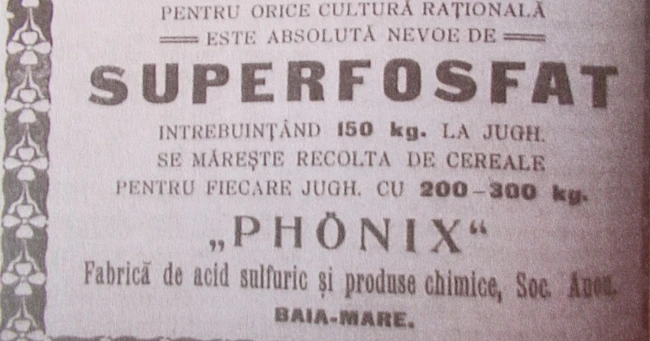 PENTRU ORICE CULTURĂ RAȚIONALĂ
ESTE ABSOLUTĂ NEVOE DE
SUPERFOSFAT
INTREBUINȚÂND 150 kg. LA JUGH.
SE MĂREȘTE RECOLTA DE CEREALE
PENTRU FIECARE JUGH. CU 200–300 kg.
„PHÖNIX“
Fabrică de acid sulfuric și produse chimice, Soc. Anon.
BAIA-MARE.